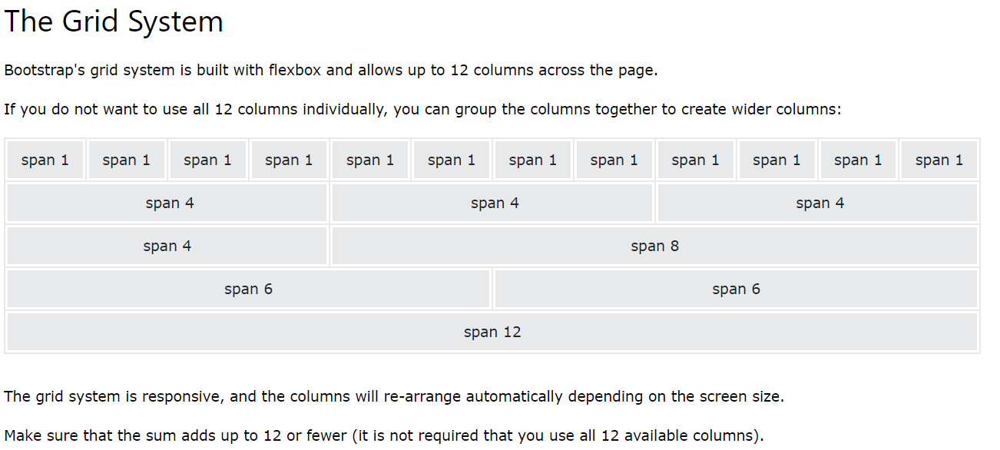 The Grid System
Bootstrap's grid system is built with flexbox and allows up to 12 columns across the page.
If you do not want to use all 12 columns individually, you can group the columns together to create wider columns:
span 1 span 1 span 1 span 1 span 1 span 1 span 1 span 1 span 1 span 1 span 1 span 1
span 4 span 4 span 4
span 4 span 8
span 6 span 6
span 12
The grid system is responsive, and the columns will re-arrange automatically depending on the screen size.
Make sure that the sum adds up to 12 or fewer (it is not required that you use all 12 available columns).